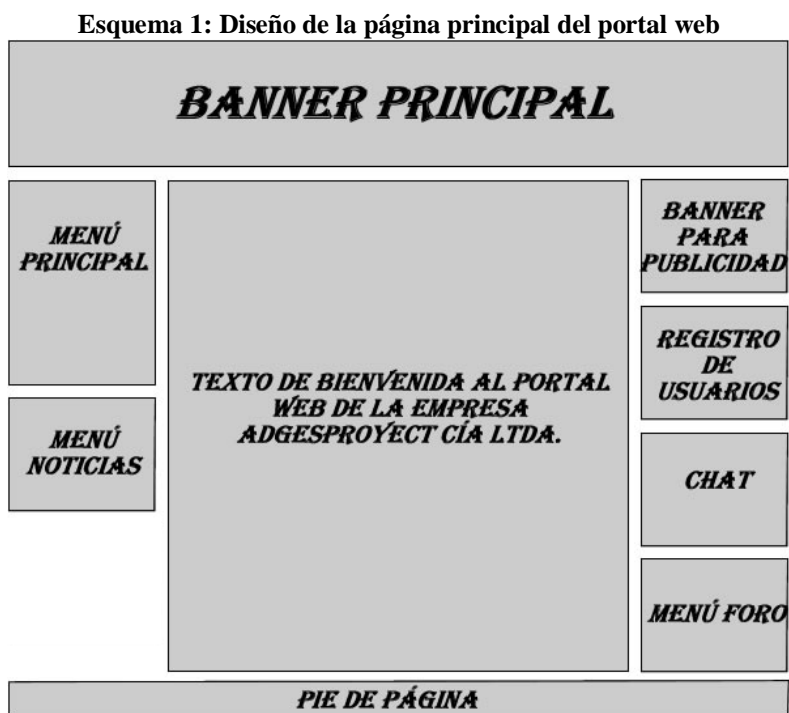 Esquema 1: Diseño de la página principal del portal web
BANNER PRINCIPAL
MENÚ
PRINCIPAL
MENÚ
NOTICIAS
TEXTO DE BIENVENIDA AL PORTAL
WEB DE LA EMPRESA
ADGESPROYECT CÍA LTDA.
BANNER
PARA
PUBLICIDAD
REGISTRO
DE
USUARIOS
CHAT
MENÚ FORO
PIE DE PÁGINA